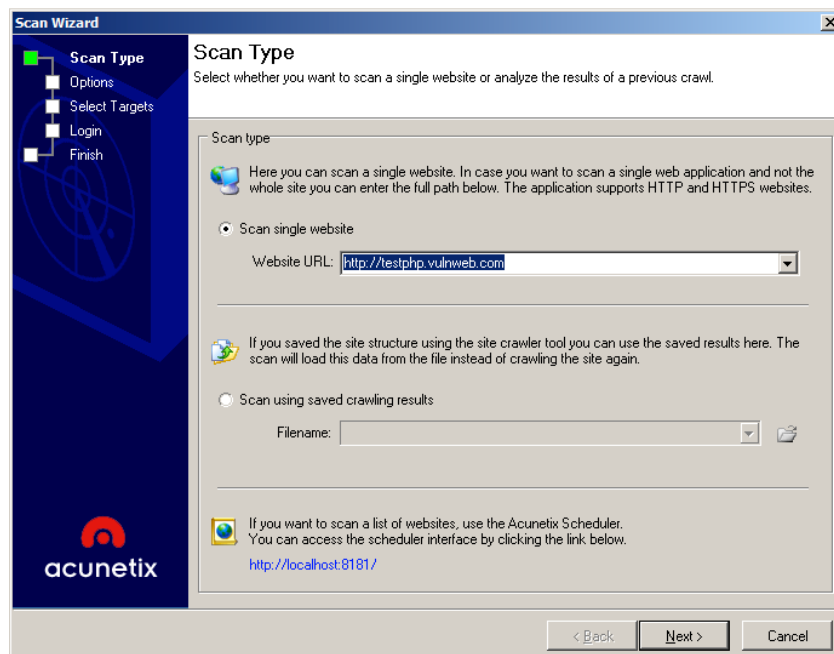 Scan Wizard
Scan Type
Options
Select Targets
Login
Finish
acunetix
Scan Type
Select whether you want to scan a single website or analyze the results of a previous crawl.
Scan type
Here you can scan a single website. In case you want to scan a single web application and not the
whole site you can enter the full path below. The application supports HTTP and HTTPS websites.
Scan single website
Website URL: http://testphp.vulnweb.com
If you saved the site structure using the site crawler tool you can use the saved results here. The
scan will load this data from the file instead of crawling the site again.
Scan using saved crawling results
Filename:
If you want to scan a list of websites, use the Acunetix Scheduler.
You can access the scheduler interface by clicking the link below.
http://localhost:8181/
< Back Next > Cancel